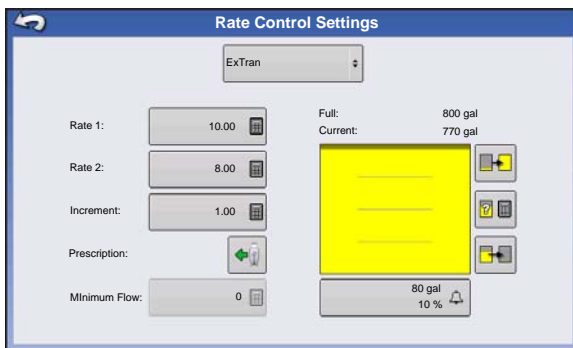 Rate Control Settings
ExTran
Rate 1: 10.00
Rate 2: 8.00
Increment: 1.00
Prescription:
MInimum Flow: 0
Full: 800 gal
Current: 770 gal
?
80 gal
10 %